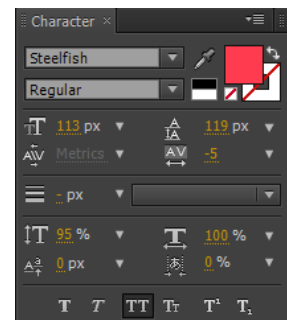 Character ×
Steelfish
Regular
113 px 119 px
Metrics -5
- px
95 % 100 %
0 px 0 %
T T TT Tт T¹ T₁